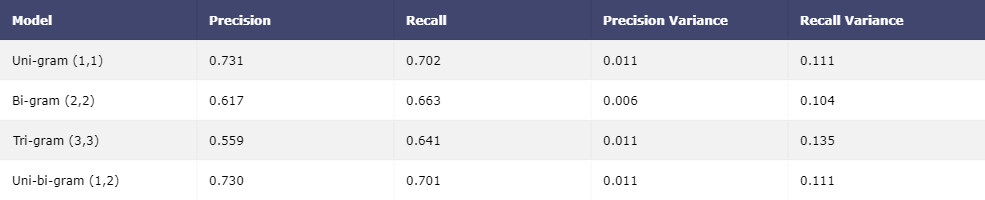 Model Precision Recall Precision Variance Recall Variance
Uni-gram (1,1) 0.731 0.702 0.011 0.111
Bi-gram (2,2) 0.617 0.663 0.006 0.104
Tri-gram (3,3) 0.559 0.641 0.011 0.135
Uni-bi-gram (1,2) 0.730 0.701 0.011 0.111